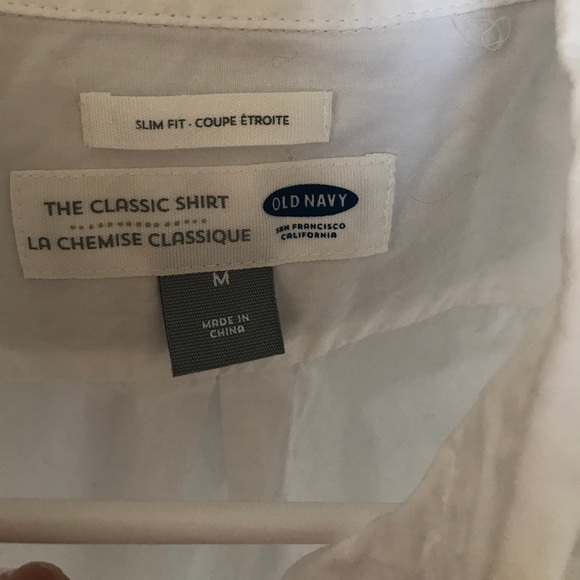 SLIM FIT · COUPE ÉTROITE
THE CLASSIC SHIRT
LA CHEMISE CLASSIQUE
OLD NAVY
SAN FRANCISCO
CALIFORNIA
M
MADE IN
CHINA